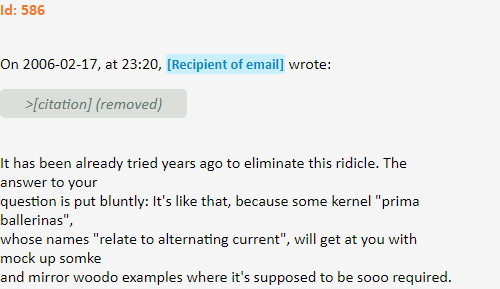 Id: 586
On 2006-02-17, at 23:20, [Recipient of email] wrote:
>[citation] (removed)
It has been already tried years ago to eliminate this ridicle. The
answer to your
question is put bluntly: It's like that, because some kernel "prima
ballerinas",
whose names "relate to alternating current", will get at you with
mock up somke
and mirror woodo examples where it's supposed to be sooo required.